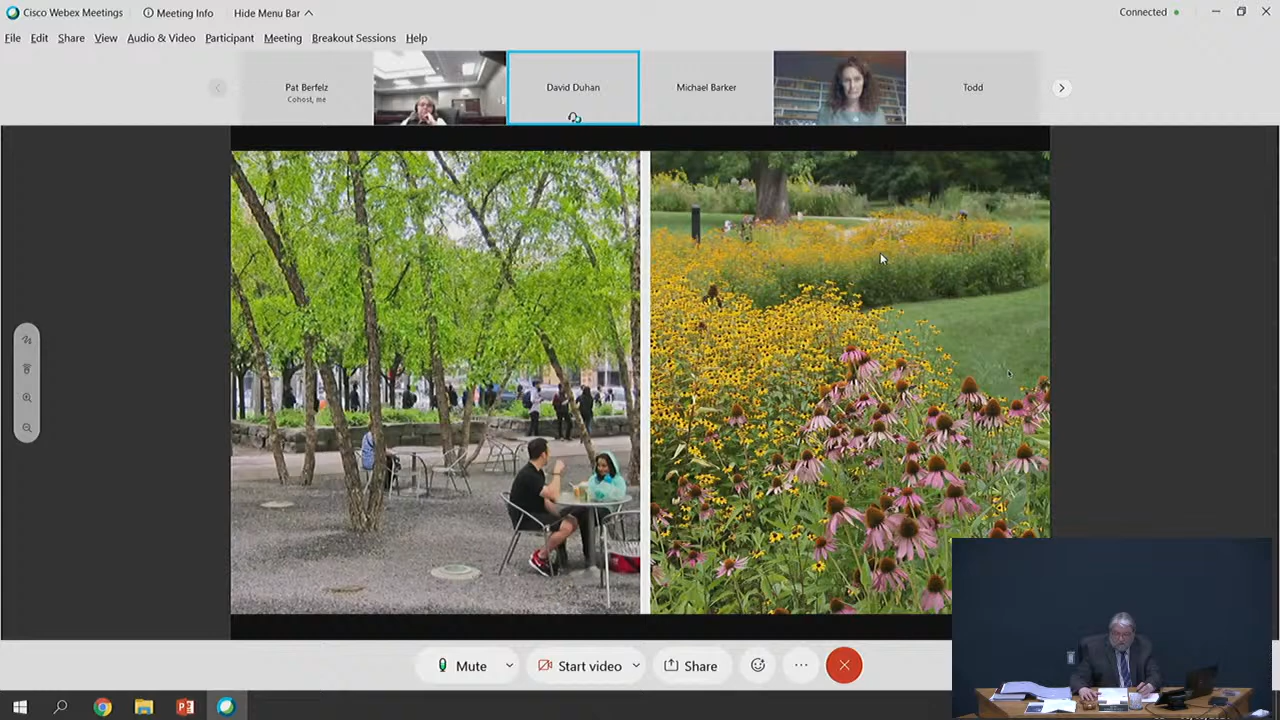 Cisco Webex Meetings
Meeting Info
Hide Menu Bar
Connected
File Edit Share View Audio & Video Participant Meeting Breakout Sessions Help
Pat Berfelz
Cohost, me
David Duhan
Michael Barker
Todd
Mute
Start video
Share